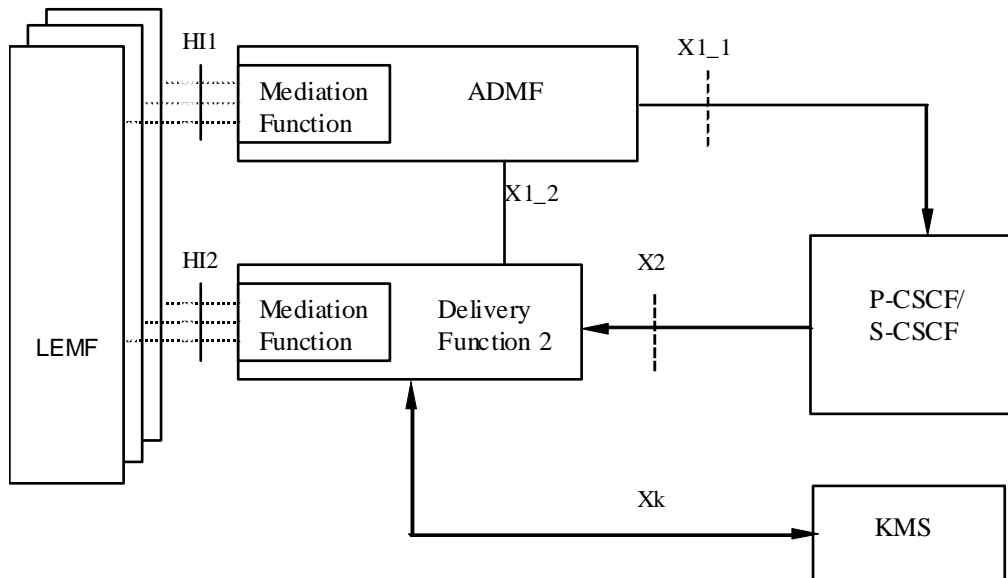 HI1
Mediation
Function
ADMF
X1_1
X1_2
HI2
Mediation
Function
Delivery
Function 2
X2
P-CSCF/
S-CSCF
LEMF
Xk
KMS